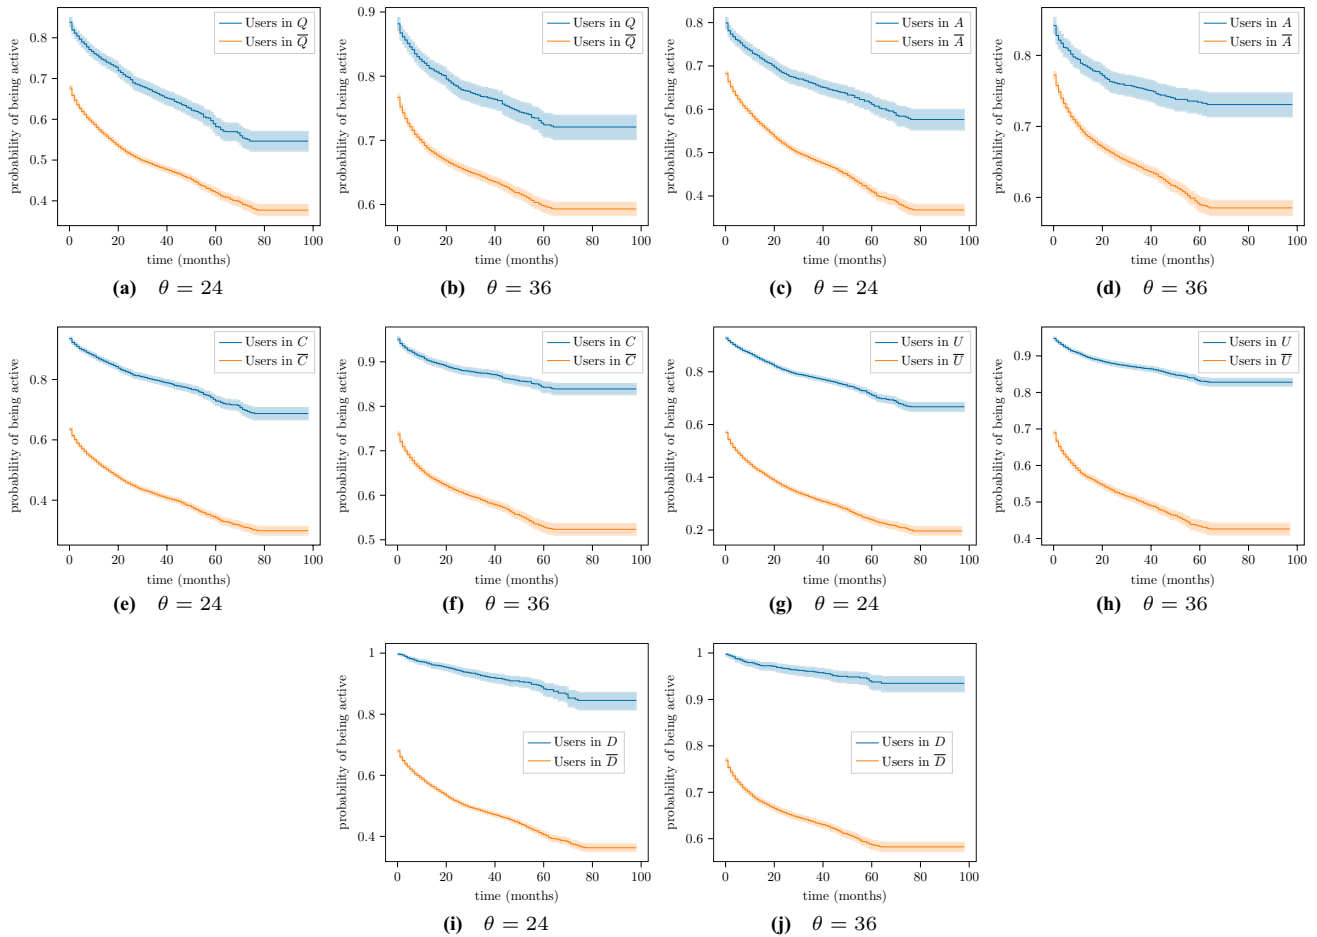 probability of being active
0.8
0.7
0.6
0.5
0.4
Users in Q
Users in Q̅
0 20 40 60 80 100
time (months)
(a) θ = 24
probability of being active
0.9
0.8
0.7
0.6
Users in Q
Users in Q̅
0 20 40 60 80 100
time (months)
(b) θ = 36
probability of being active
0.8
0.7
0.6
0.5
0.4
Users in A
Users in A̅
0 20 40 60 80 100
time (months)
(c) θ = 24
probability of being active
0.8
0.7
0.6
Users in A
Users in A̅
0 20 40 60 80 100
time (months)
(d) θ = 36
probability of being active
0.8
0.6
0.4
Users in C
Users in C̅
0 20 40 60 80 100
time (months)
(e) θ = 24
probability of being active
0.9
0.8
0.7
0.6
0.5
Users in C
Users in C̅
0 20 40 60 80 100
time (months)
(f) θ = 36
probability of being active
0.8
0.6
0.4
0.2
Users in U
Users in U̅
0 20 40 60 80 100
time (months)
(g) θ = 24
probability of being active
0.9
0.8
0.7
0.6
0.5
0.4
Users in U
Users in U̅
0 20 40 60 80 100
time (months)
(h) θ = 36
probability of being active
1
0.8
0.6
0.4
Users in D
Users in D̅
0 20 40 60 80 100
time (months)
(i) θ = 24
probability of being active
1
0.9
0.8
0.7
0.6
Users in D
Users in D̅
0 20 40 60 80 100
time (months)
(j) θ = 36